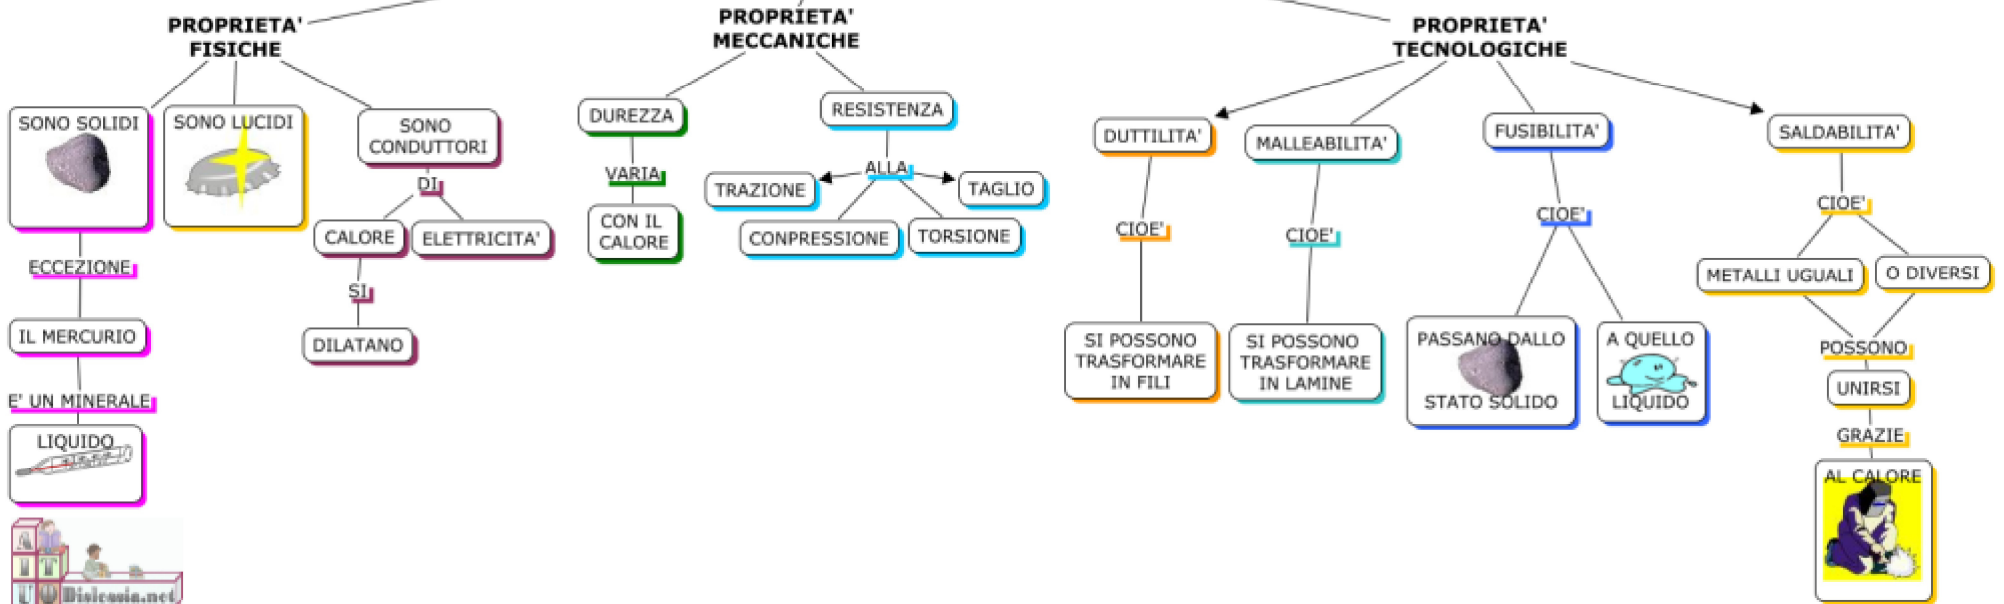 PROPRIETA'
FISICHE
SONO SOLIDI
ECCEZIONE
IL MERCURIO
E' UN MINERALE
LIQUIDO
SONO LUCIDI
SONO
CONDUTTORI
DI
CALORE
ELETTRICITA'
SI
DILATANO
PROPRIETA'
MECCANICHE
DUREZZA
VARIA
CON IL
CALORE
RESISTENZA
ALLA
TRAZIONE
CONPRESSIONE
TORSIONE
TAGLIO
PROPRIETA'
TECNOLOGICHE
DUTTILITA'
CIOE'
SI POSSONO
TRASFORMARE
IN FILI
MALLEABILITA'
CIOE'
SI POSSONO
TRASFORMARE
IN LAMINE
FUSIBILITA'
CIOE'
PASSANO DALLO
STATO SOLIDO
A QUELLO
LIQUIDO
SALDABILITA'
CIOE'
METALLI UGUALI
O DIVERSI
POSSONO
UNIRSI
GRAZIE
AL CALORE
A
I T
U O Dislessia.net